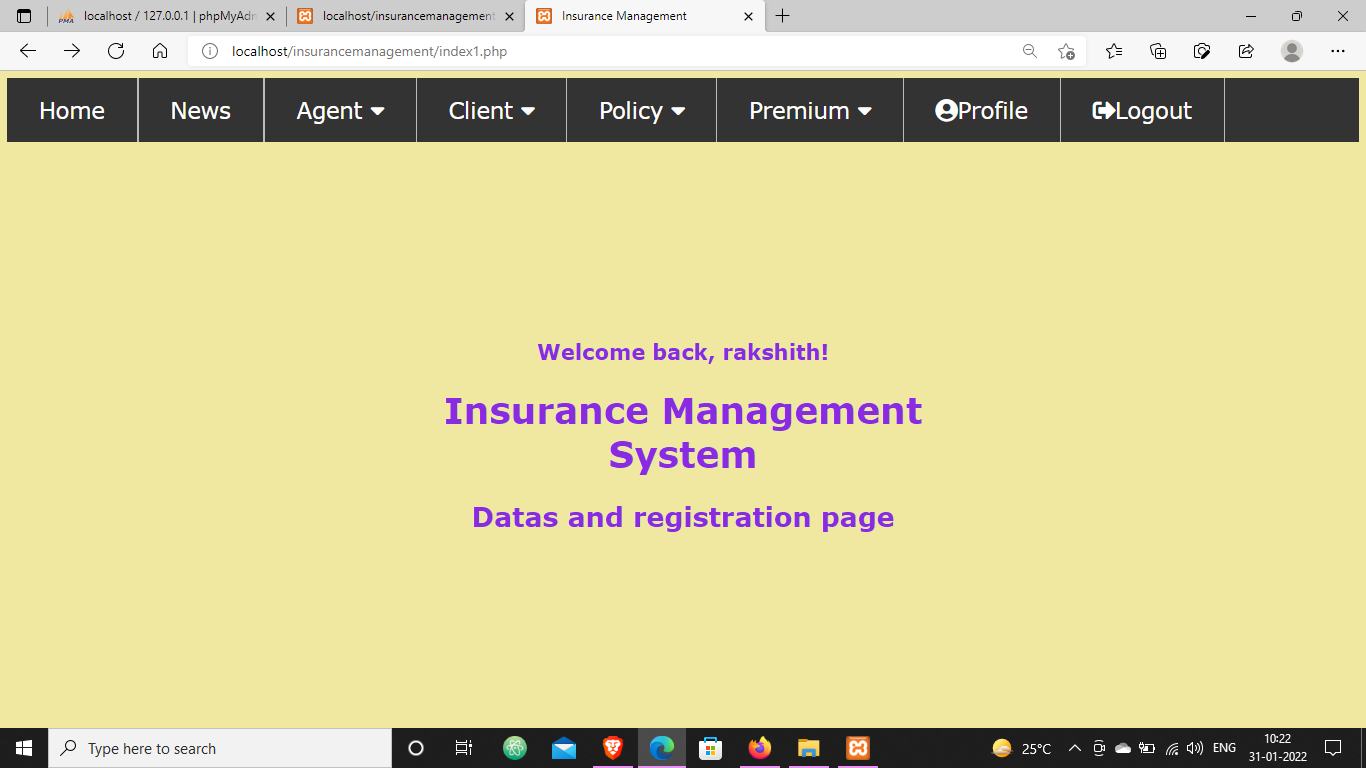 localhost / 127.0.0.1 | phpMyAdm
localhost/insurancemanagement
Insurance Management
localhost/insurancemanagement/index1.php
Home
News
Agent
Client
Policy
Premium
Profile
Logout
Welcome back, rakshith!
Insurance Management
System
Datas and registration page
Type here to search
25°C
ENG
10:22
31-01-2022